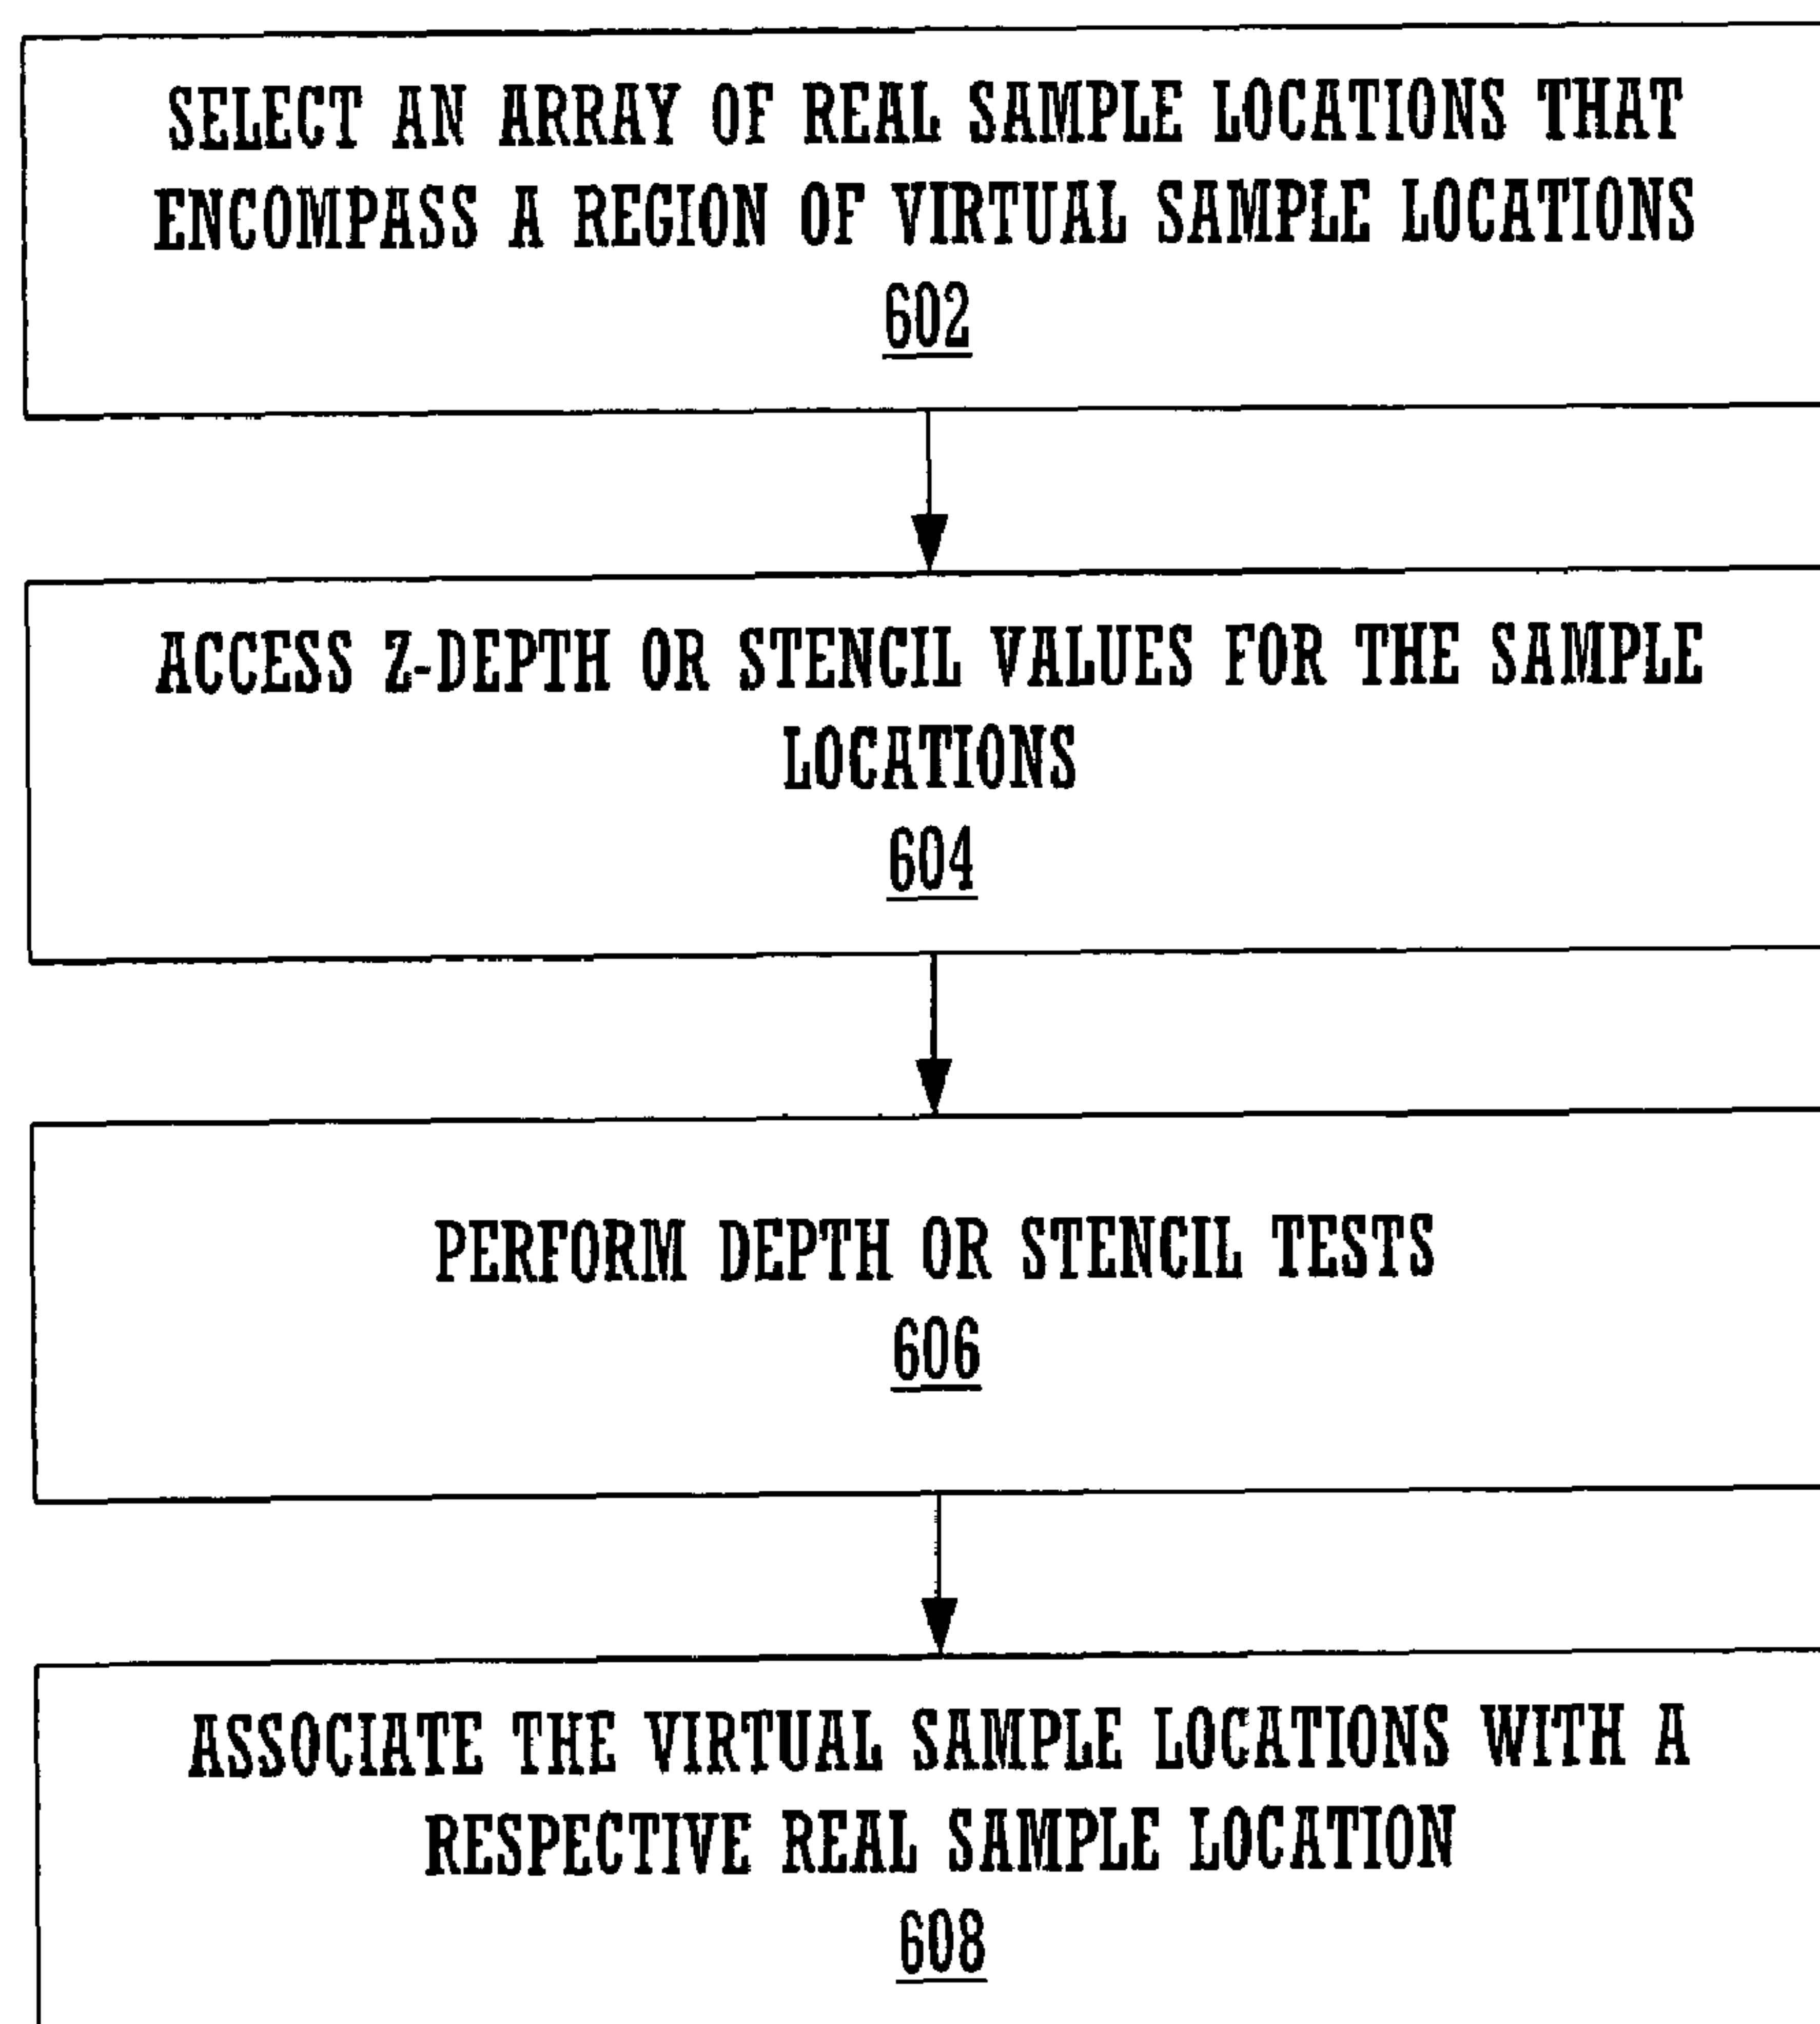 SELECT AN ARRAY OF REAL SAMPLE LOCATIONS THAT
ENCOMPASS A REGION OF VIRTUAL SAMPLE LOCATIONS
602
ACCESS Z-DEPTH OR STENCIL VALUES FOR THE SAMPLE
LOCATIONS
604
PERFORM DEPTH OR STENCIL TESTS
606
ASSOCIATE THE VIRTUAL SAMPLE LOCATIONS WITH A
RESPECTIVE REAL SAMPLE LOCATION
608